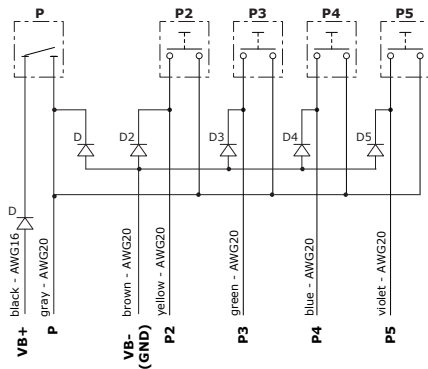 P
P2
P3
P4
P5
D
D2
D3
D4
D5
D
black - AWG16
gray - AWG20
brown - AWG20
yellow - AWG20
green - AWG20
blue - AWG20
violet - AWG20
VB+
P
VB-
(GND)
P2
P3
P4
P5